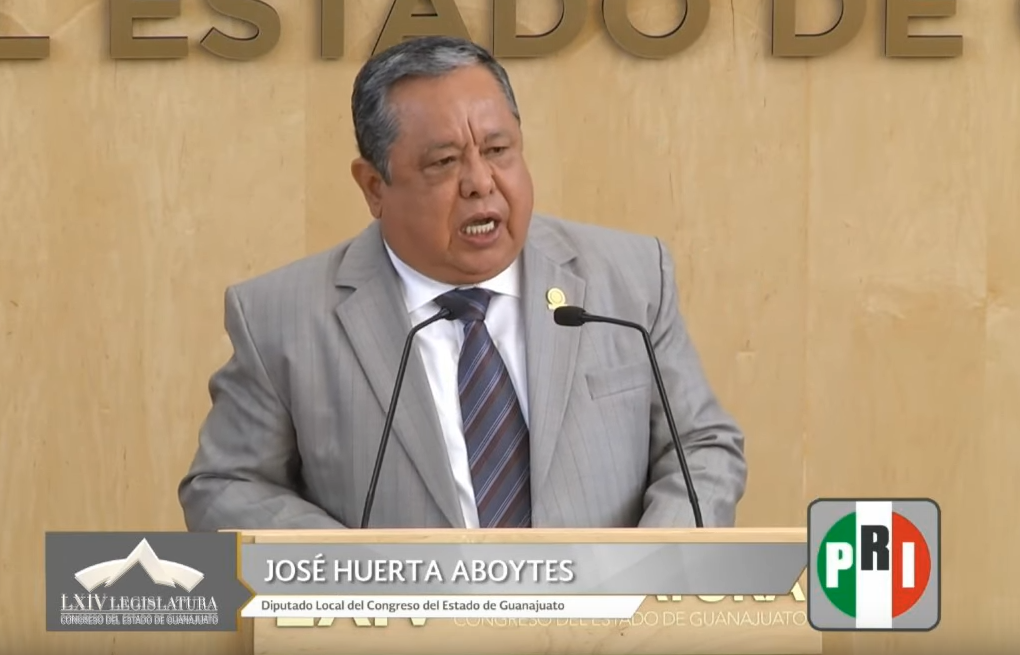 L ESTADO DE G
JOSÉ HUERTA ABOYTES
Diputado Local del Congreso del Estado de Guanajuato
LXIV LEGISLATURA
CONGRESO DEL ESTADO DE GUANAJUATO
PRI
LXIV
CONGRESO DEL ESTADO DE GUANAJUATO